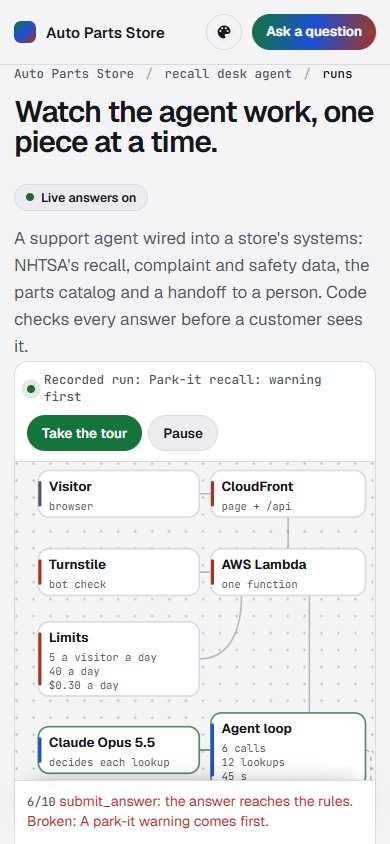 Auto Parts Store
Ask a question
Auto Parts Store / recall desk agent / runs
Watch the agent work, one
piece at a time.
Live answers on
A support agent wired into a store's systems:
NHTSA's recall, complaint and safety data, the
parts catalog and a handoff to a person. Code
checks every answer before a customer sees
it.
Recorded run: Park-it recall: warning
first
Take the tour
Pause
Visitor
browser
CloudFront
page + /api
Turnstile
bot check
AWS Lambda
one function
Limits
5 a visitor a day
40 a day
$0.30 a day
Claude Opus 5.5
decides each lookup
Agent loop
6 calls
12 lookups
45 s
6/10 submit_answer: the answer reaches the rules.
Broken: A park-it warning comes first.